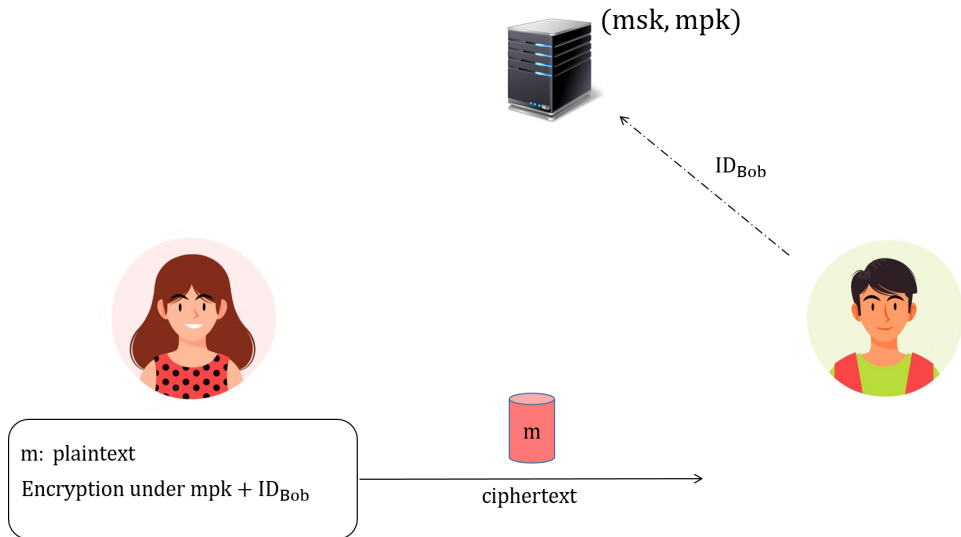 (msk, mpk)
ID_Bob
m
m: plaintext
Encryption under mpk + ID_Bob
ciphertext